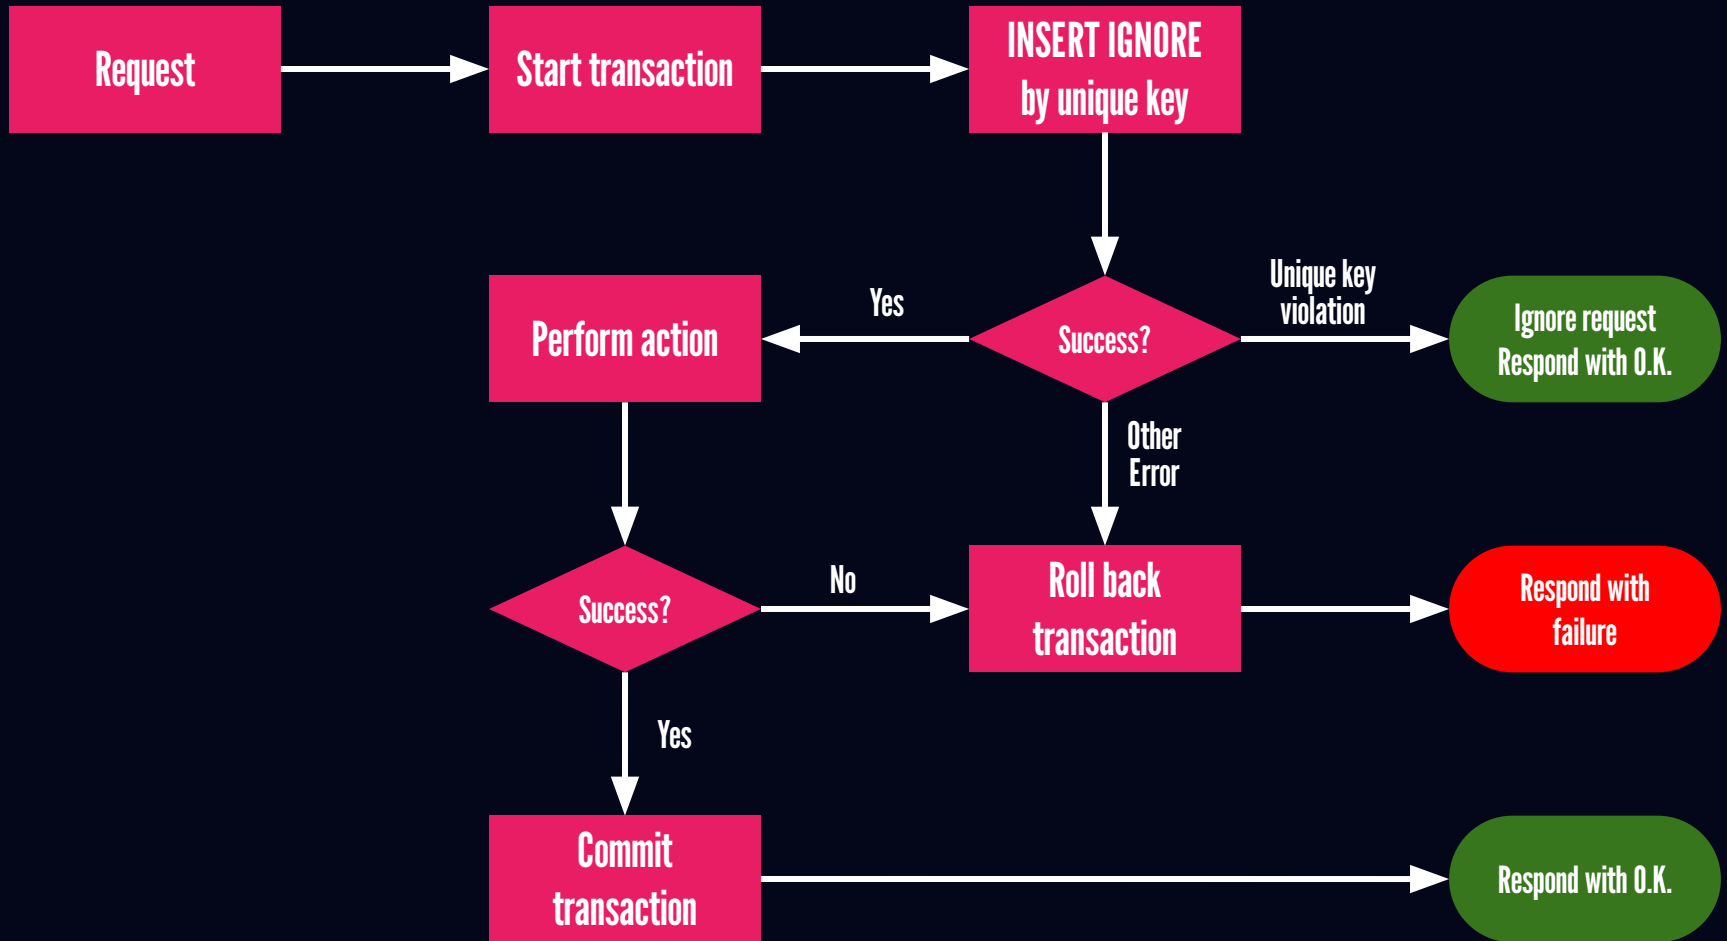 Request
Start transaction
INSERT IGNORE
by unique key
Perform action
Yes
Success?
Unique key
violation
Ignore request
Respond with O.K.
Other
Error
Success?
No
Roll back
transaction
Respond with
failure
Yes
Commit
transaction
Respond with O.K.